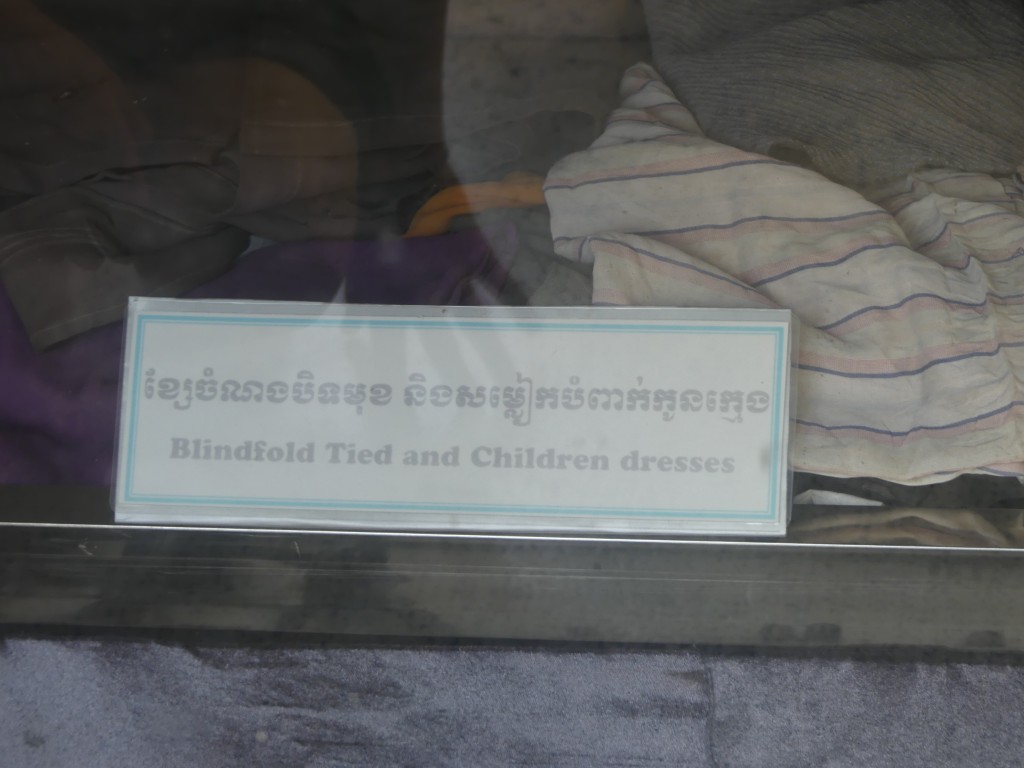 ខ្សែចំណងបិទមុខ និងសម្លៀកបំពាក់កូនក្មេង
Blindfold Tied and Children dresses